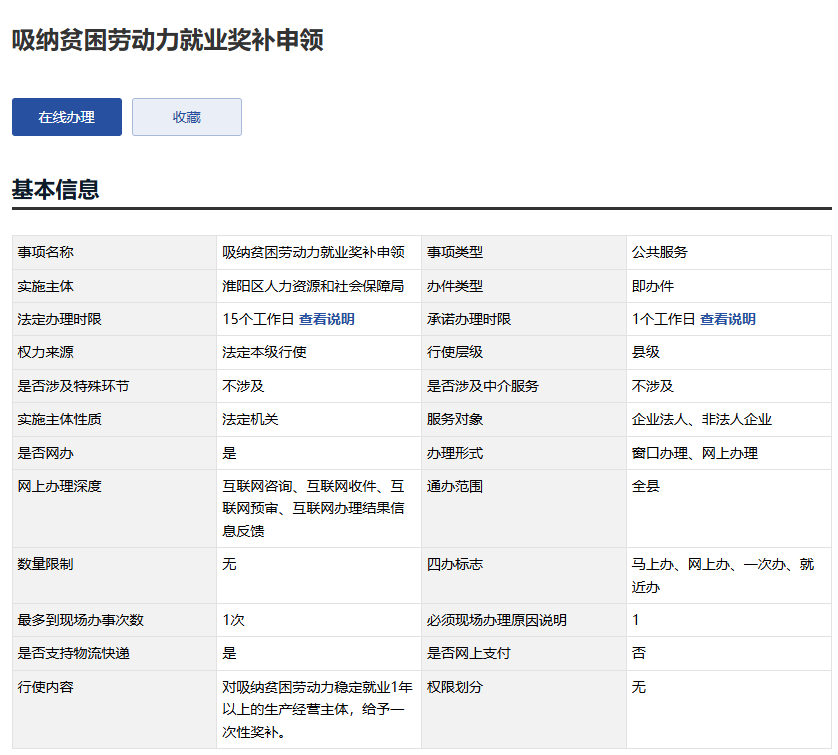 吸纳贫困劳动力就业奖补申领
在线办理 收藏
基本信息
事项名称 吸纳贫困劳动力就业奖补申领 事项类型 公共服务
实施主体 淮阳区人力资源和社会保障局 办件类型 即办件
法定办理时限 15个工作日 查看说明 承诺办理时限 1个工作日 查看说明
权力来源 法定本级行使 行使层级 县级
是否涉及特殊环节 不涉及 是否涉及中介服务 不涉及
实施主体性质 法定机关 服务对象 企业法人、非法人企业
是否网办 是 办理形式 窗口办理、网上办理
网上办理深度 互联网咨询、互联网收件、互 通办范围 全县
联网预审、互联网办理结果信
息反馈
数量限制 无 四办标志 马上办、网上办、一次办、就
近办
最多到现场办事次数 1次 必须现场办理原因说明 1
是否支持物流快递 是 是否网上支付 否
行使内容 对吸纳贫困劳动力稳定就业1年 权限划分 无
以上的生产经营主体，给予一
次性奖补。